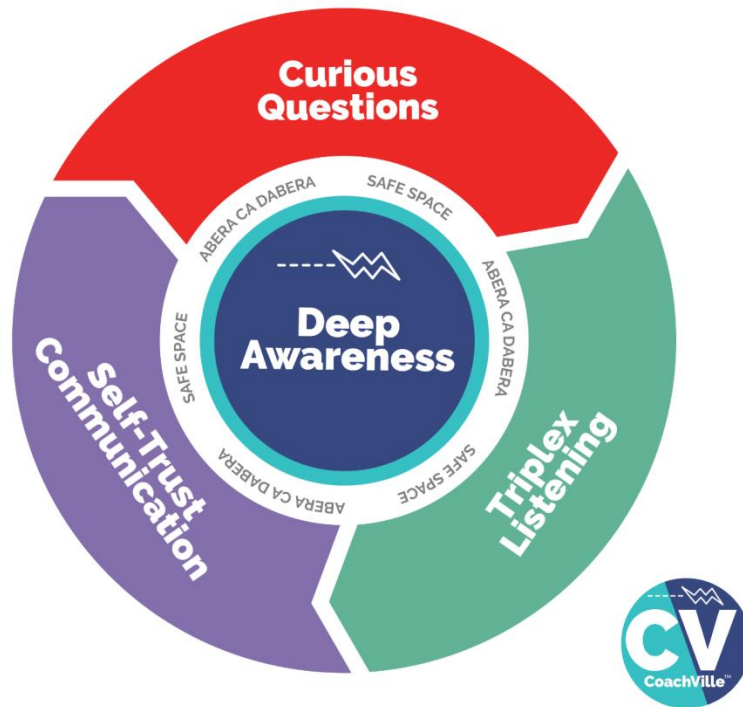 Curious
Questions
ABERA CA DABERA
SAFE SPACE
ABERA CA DABERA
SAFE SPACE
ABERA CA DABERA
SAFE SPACE
Deep
Awareness
Triplex
Listening
Self-Trust
Communication
CV
CoachVille™